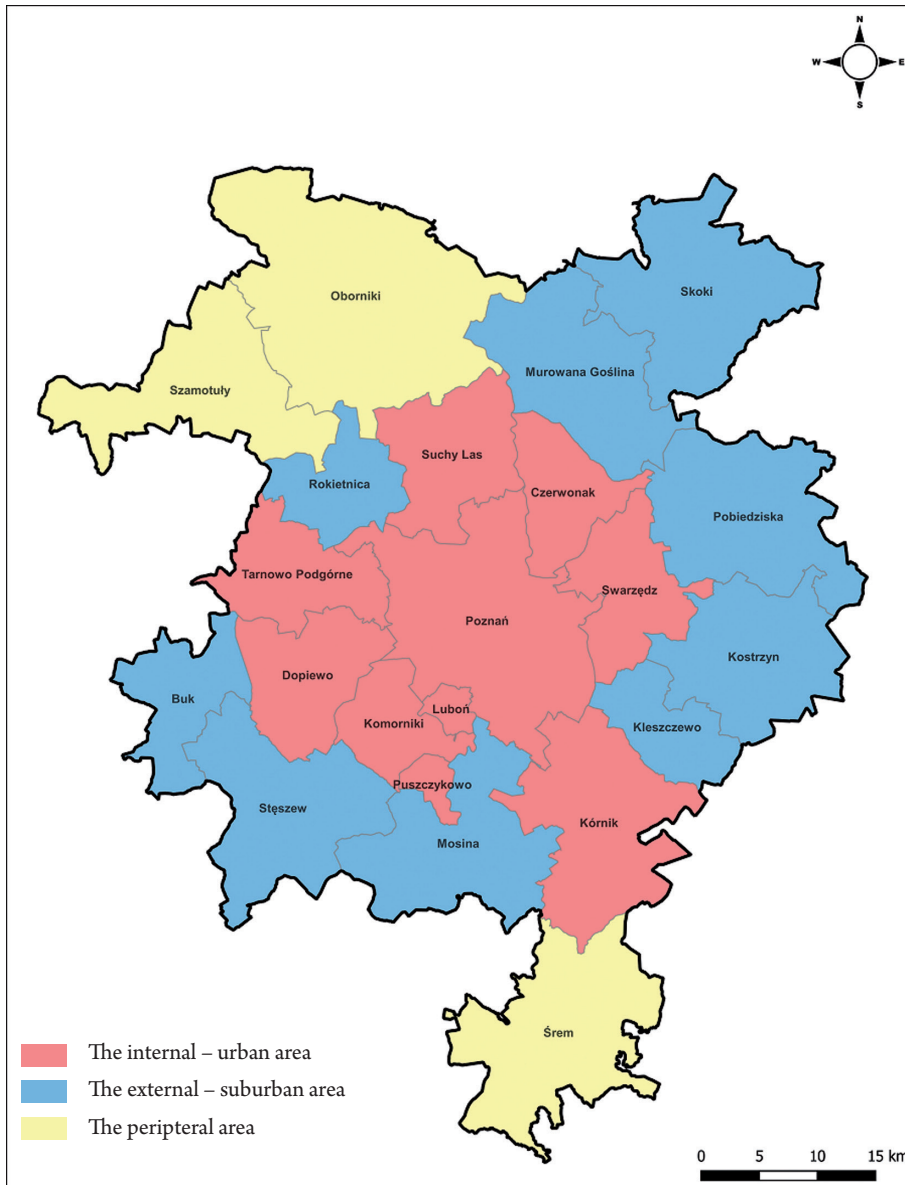 N
W E
S
Oborniki
Skoki
Szamotuły
Murowana Goślina
Suchy Las
Rokietnica
Czerwonak
Pobiedziska
Tarnowo Podgórne
Swarzędz
Poznań
Kostrzyn
Buk
Dopiewo
Luboń
Komorniki
Kleszczewo
Puszczykowo
Stęszew
Kórnik
Mosina
Śrem
The internal – urban area
The external – suburban area
The peripteral area
0 5 10 15 km